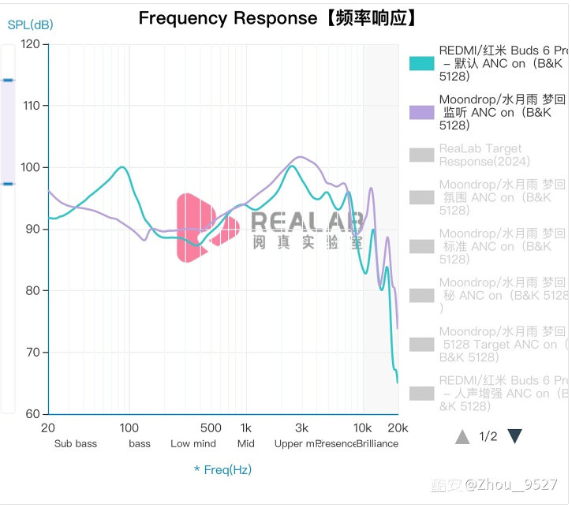 Frequency Response【频率响应】
SPL(dB)
120
110
100
90
80
70
60
20
100
500
1k
3k
10k
20k
Sub bass
bass
Low mind
Mid
Upper m
Presence
Brilliance
* Freq(Hz)
REALAB
阅真实验室
REDMI/红米 Buds 6 Pro
- 默认 ANC on（B&K
5128）
Moondrop/水月雨 梦回
监听 ANC on（B&K
5128）
ReaLab Target
Response(2024)
Moondrop/水月雨 梦回
氛围 ANC on（B&K
5128）
Moondrop/水月雨 梦回
标准 ANC on（B&K
5128）
Moondrop/水月雨 梦回
秘 ANC on（B&K 5128
）
Moondrop/水月雨 梦回
5128 Target ANC on（
B&K 5128）
REDMI/红米 Buds 6 Pro
- 人声增强 ANC on（B
&K 5128）
1/2
酷安@Zhou__9527